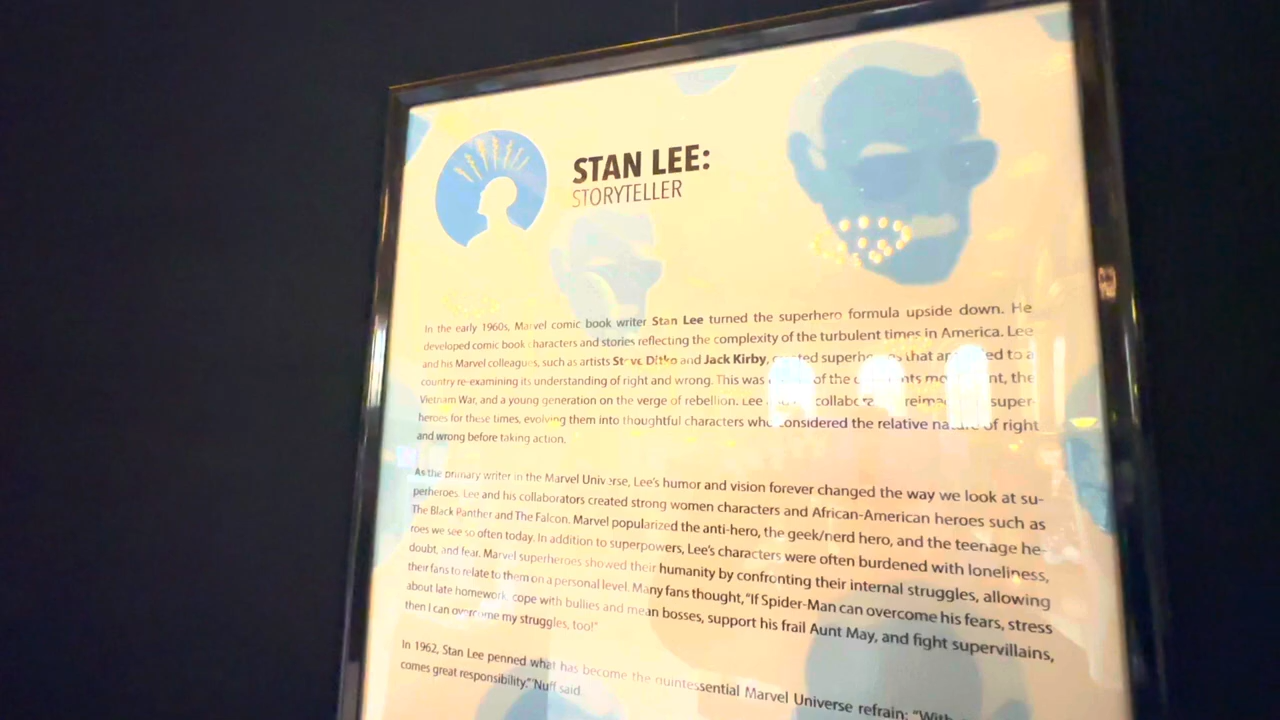 STAN LEE:
STORYTELLER
In the early 1960s, Marvel comic book writer Stan Lee turned the superhero formula upside down. He
developed comic book characters and stories reflecting the complexity of the turbulent times in America. Lee
and his Marvel colleagues, such as artists Steve Ditko and Jack Kirby, superheroes that to a
country re-examining its understanding of right and wrong. This was of the the
Vietnam War, and a young generation on the verge of rebellion. Lee super-
heroes for these times, evolving them into thoughtful characters who considered the relative nature of right
and wrong before taking action.
As the primary writer in the Marvel Universe, Lee's humor and vision forever changed the way we look at su-
perheroes. Lee and his collaborators created strong women characters and African-American heroes such as
The Black Panther and The Falcon. Marvel popularized the anti-hero, the geek/nerd hero, and the teenage he-
roes we see so often today. In addition to superpowers, Lee's characters were often burdened with loneliness,
doubt, and fear. Marvel superheroes showed their humanity by confronting their internal struggles, allowing
their fans to relate to them on a personal level. Many fans thought, "If Spider-Man can overcome his fears, stress
about late homework, cope with bullies and mean bosses, support his frail Aunt May, and fight supervillains,
then I can overcome my struggles, too!"
In 1962, Stan Lee penned what has become the quintessential Marvel Universe refrain: "With
comes great responsibility." 'Nuff said.